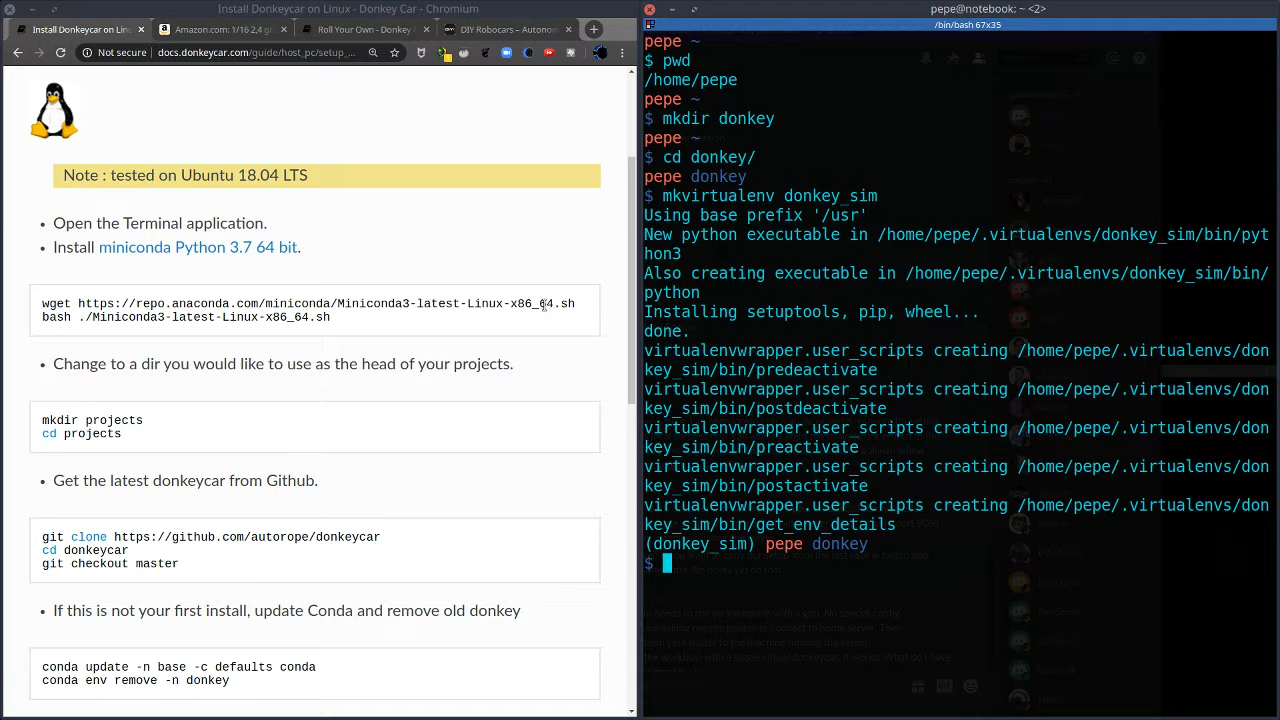 Install Donkeycar on Linux - Donkey Car - Chromium
Install Donkeycar on Linu
Amazon.com: 1/16 2,4 gi
Roll Your Own - Donkey
DIY Robocars – Autonom
Not secure | docs.donkeycar.com/guide/host_pc/setup_...
Note : tested on Ubuntu 18.04 LTS
• Open the Terminal application.
• Install miniconda Python 3.7 64 bit.
wget https://repo.anaconda.com/miniconda/Miniconda3-latest-Linux-x86_64.sh
bash ./Miniconda3-latest-Linux-x86_64.sh
• Change to a dir you would like to use as the head of your projects.
mkdir projects
cd projects
• Get the latest donkeycar from Github.
git clone https://github.com/autorope/donkeycar
cd donkeycar
git checkout master
• If this is not your first install, update Conda and remove old donkey
conda update -n base -c defaults conda
conda env remove -n donkey
pepe@notebook: ~ <2>
/bin/bash 67x35
pepe ~
$ pwd
/home/pepe
pepe ~
$ mkdir donkey
pepe ~
$ cd donkey/
pepe donkey
$ mkvirtualenv donkey_sim
Using base prefix '/usr'
New python executable in /home/pepe/.virtualenvs/donkey_sim/bin/pyt
hon3
Also creating executable in /home/pepe/.virtualenvs/donkey_sim/bin/
python
Installing setuptools, pip, wheel...
done.
virtualenvwrapper.user_scripts creating /home/pepe/.virtualenvs/don
key_sim/bin/predeactivate
virtualenvwrapper.user_scripts creating /home/pepe/.virtualenvs/don
key_sim/bin/postdeactivate
virtualenvwrapper.user_scripts creating /home/pepe/.virtualenvs/don
key_sim/bin/preactivate
virtualenvwrapper.user_scripts creating /home/pepe/.virtualenvs/don
key_sim/bin/postactivate
virtualenvwrapper.user_scripts creating /home/pepe/.virtualenvs/don
key_sim/bin/get_env_details
(donkey_sim) pepe donkey
$